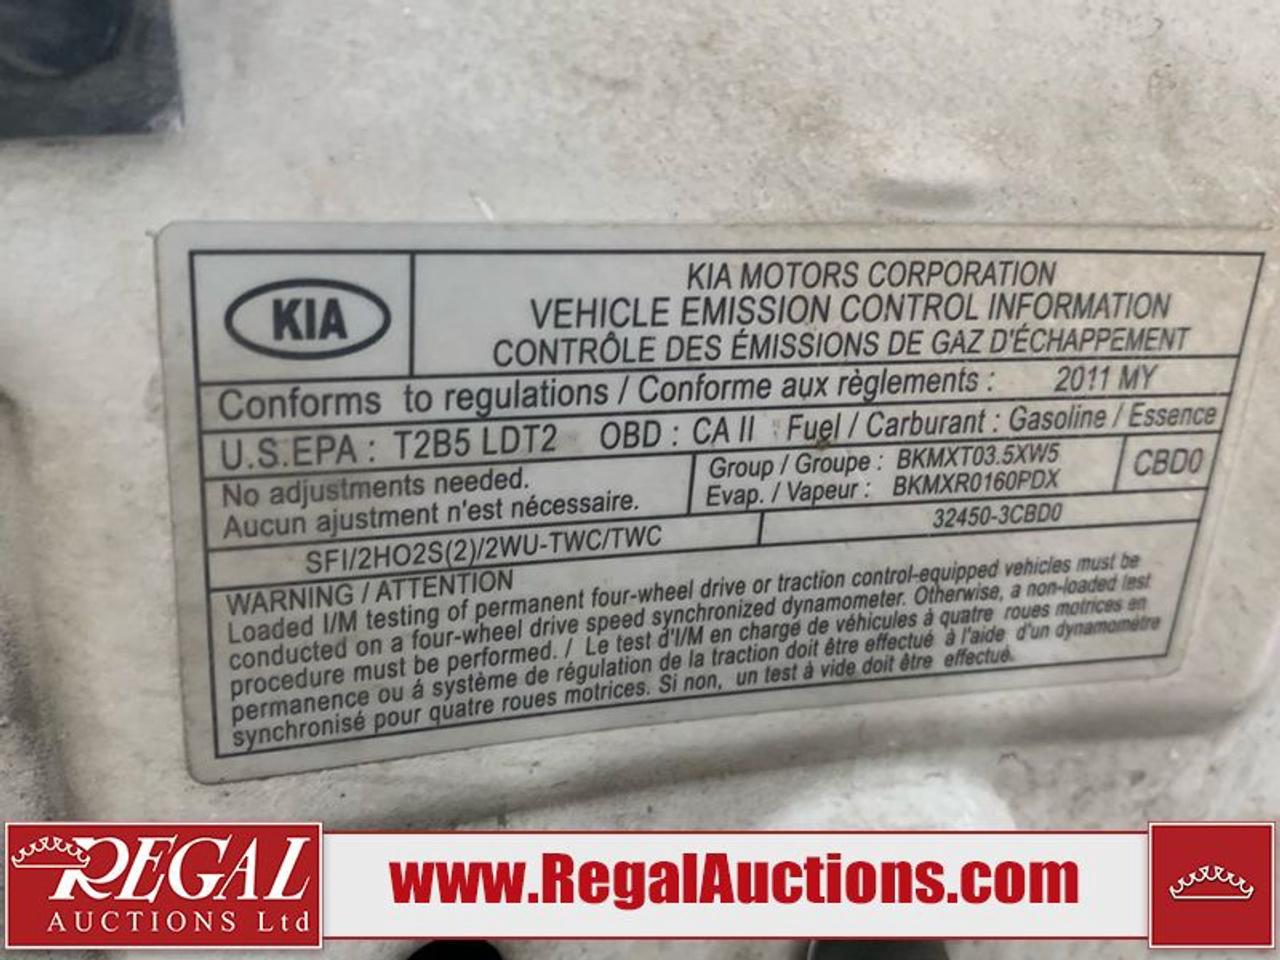 KIA
KIA MOTORS CORPORATION
VEHICLE EMISSION CONTROL INFORMATION
CONTRÔLE DES ÉMISSIONS DE GAZ D'ÉCHAPPEMENT
Conforms to regulations / Conforme aux règlements : 2011 MY
U.S.EPA : T2B5 LDT2 OBD : CA II Fuel / Carburant : Gasoline / Essence
No adjustments needed.
Aucun ajustment n'est nécessaire.
Group / Groupe : BKMXT03.5XW5
Evap. / Vapeur : BKMXR0160PDX
CBD0
SFI/2HO2S(2)/2WU-TWC/TWC
32450-3CBD0
WARNING / ATTENTION
Loaded I/M testing of permanent four-wheel drive or traction control-equipped vehicles must be
conducted on a four-wheel drive speed synchronized dynamometer. Otherwise, a non-loaded test
procedure must be performed. / Le test d'I/M en charge de véhicules à quatre roues motrices en
permanence ou á système de régulation de la traction doit être effectué à l'aide d'un dynamomètre
synchronisé pour quatre roues motrices. Si non, un test à vide doit être effectué.
REGAL
AUCTIONS Ltd
www.RegalAuctions.com